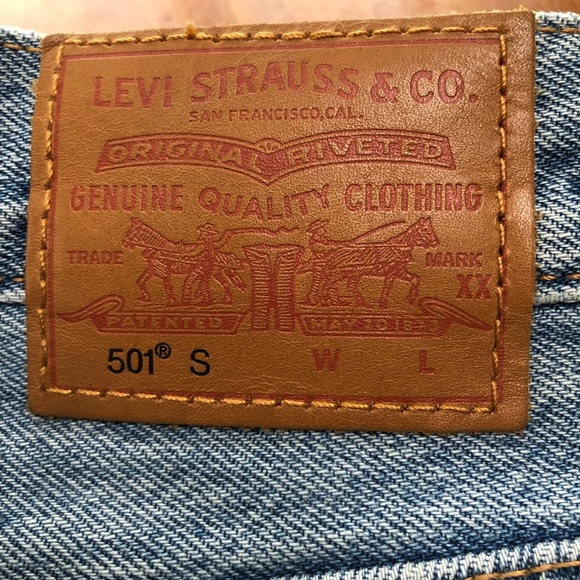 LEVI STRAUSS & CO.
SAN FRANCISCO, CAL.
ORIGINAL RIVETED
GENUINE QUALITY CLOTHING
TRADE MARK
XX
PATENTED MAY 20 1873
501® S W L